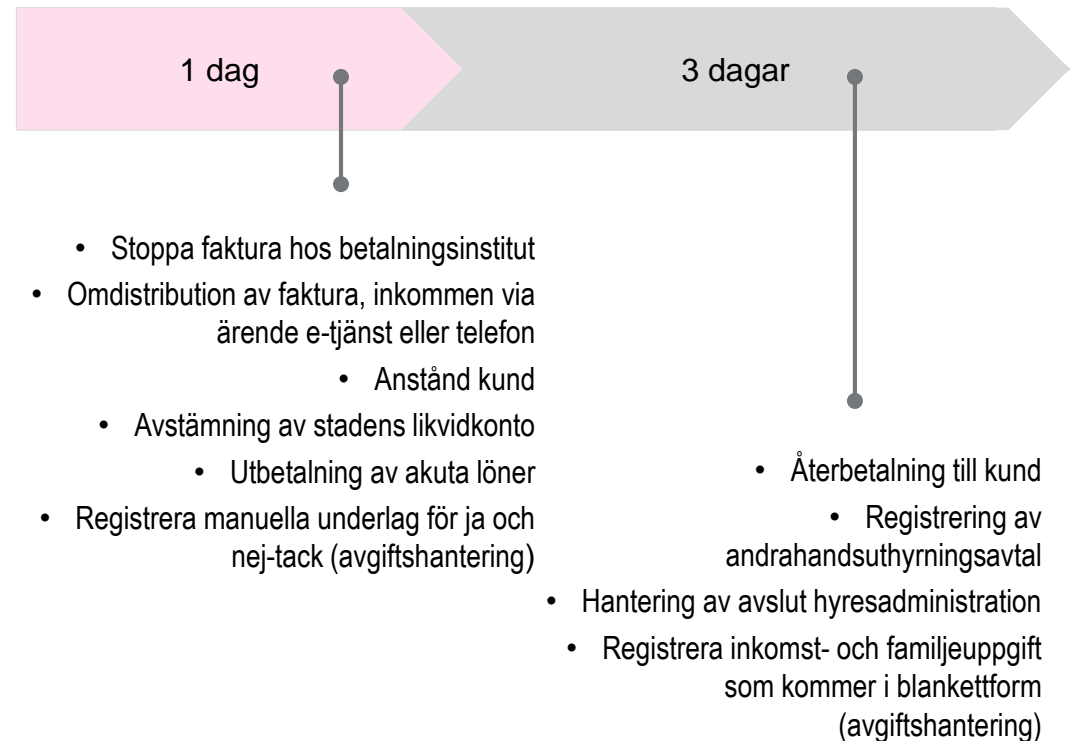 1 dag
3 dagar
• Stoppa faktura hos betalningsinstitut
• Omdistribution av faktura, inkommen via
ärende e-tjänst eller telefon
• Anstånd kund
• Avstämning av stadens likvidkonto
• Utbetalning av akuta löner
• Registrera manuella underlag för ja och
nej-tack (avgiftshantering)
• Återbetalning till kund
• Registrering av
andrahandsuthyrningsavtal
• Hantering av avslut hyresadministration
• Registrera inkomst- och familjeuppgift
som kommer i blankettform
(avgiftshantering)